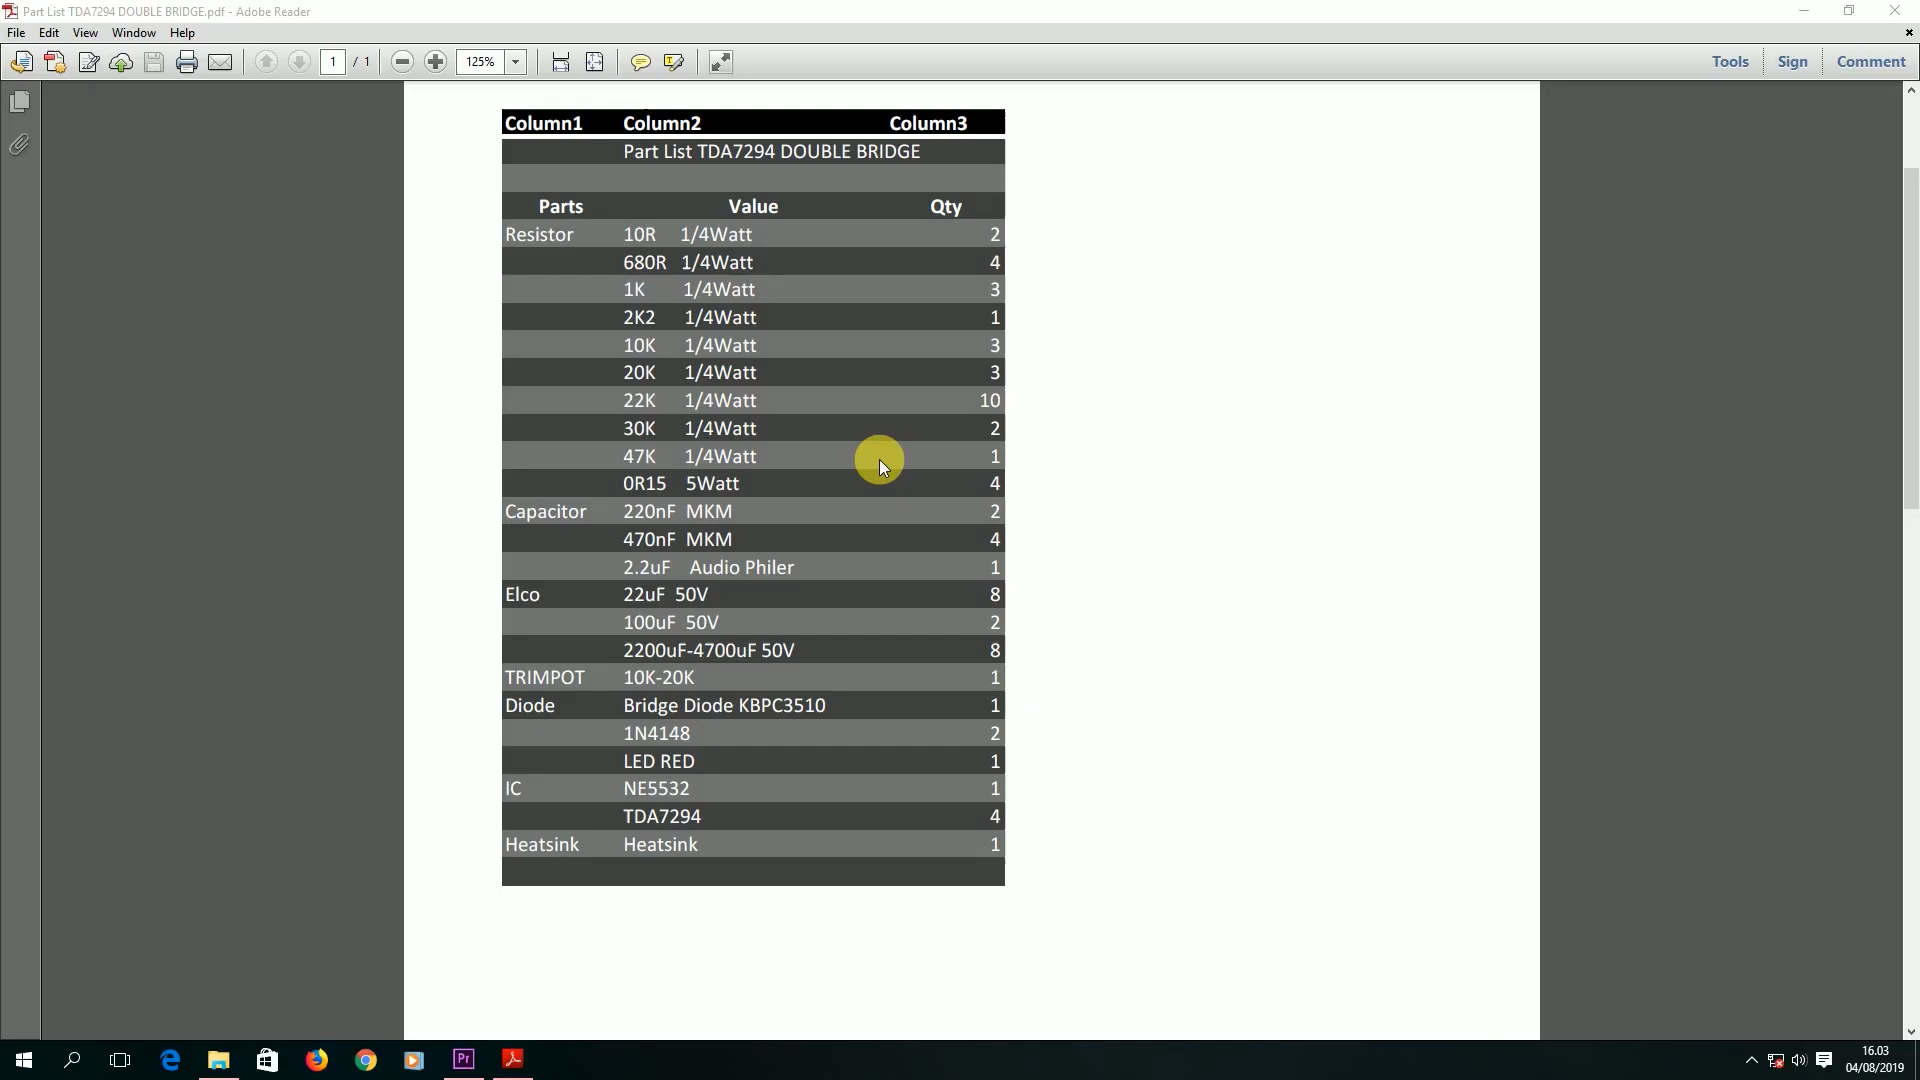 Part List TDA7294 DOUBLE BRIDGE.pdf - Adobe Reader
File Edit View Window Help
1 / 1 125% Tools Sign Comment
Column1 Column2 Column3
Part List TDA7294 DOUBLE BRIDGE
Parts Value Qty
Resistor 10R 1/4Watt 2
680R 1/4Watt 4
1K 1/4Watt 3
2K2 1/4Watt 1
10K 1/4Watt 3
20K 1/4Watt 3
22K 1/4Watt 10
30K 1/4Watt 2
47K 1/4Watt 1
0R15 5Watt 4
Capacitor 220nF MKM 2
470nF MKM 4
2.2uF Audio Philer 1
Elco 22uF 50V 8
100uF 50V 2
2200uF-4700uF 50V 8
TRIMPOT 10K-20K 1
Diode Bridge Diode KBPC3510 1
1N4148 2
LED RED 1
IC NE5532 1
TDA7294 4
Heatsink Heatsink 1
Pr
16.03
04/08/2019